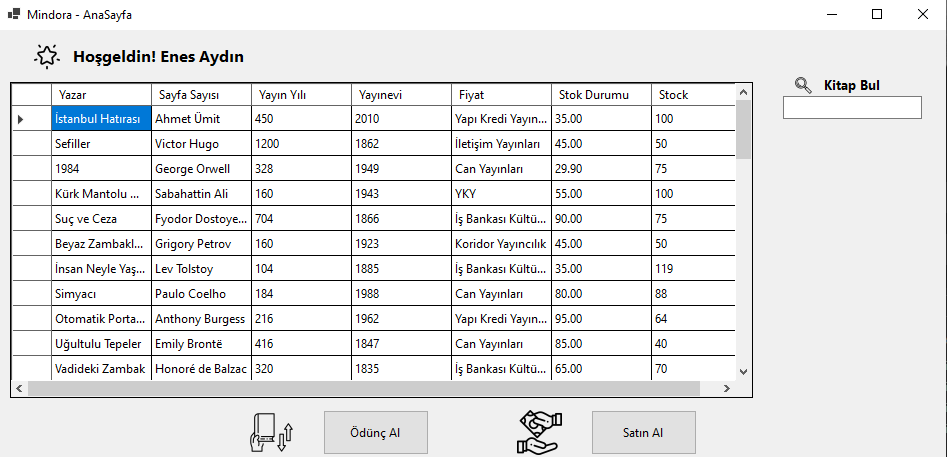 Mindora - AnaSayfa
Hoşgeldin! Enes Aydın
Kitap Bul
Yazar Sayfa Sayısı Yayın Yılı Yayınevi Fiyat Stok Durumu Stock
İstanbul Hatırası Ahmet Ümit 450 2010 Yapı Kredi Yayın... 35.00 100
Sefiller Victor Hugo 1200 1862 İletişim Yayınları 45.00 50
1984 George Orwell 328 1949 Can Yayınları 29.90 75
Kürk Mantolu ... Sabahattin Ali 160 1943 YKY 55.00 100
Suç ve Ceza Fyodor Dostoye... 704 1866 İş Bankası Kültü... 90.00 75
Beyaz Zambakl... Grigory Petrov 160 1923 Koridor Yayıncılık 45.00 50
İnsan Neyle Yaş... Lev Tolstoy 104 1885 İş Bankası Kültü... 35.00 119
Simyacı Paulo Coelho 184 1988 Can Yayınları 80.00 88
Otomatik Porta... Anthony Burgess 216 1962 Yapı Kredi Yayın... 95.00 64
Uğultulu Tepeler Emily Brontë 416 1847 Can Yayınları 85.00 40
Vadideki Zambak Honoré de Balzac 320 1835 İş Bankası Kültü... 65.00 70
Ödünç Al Satın Al